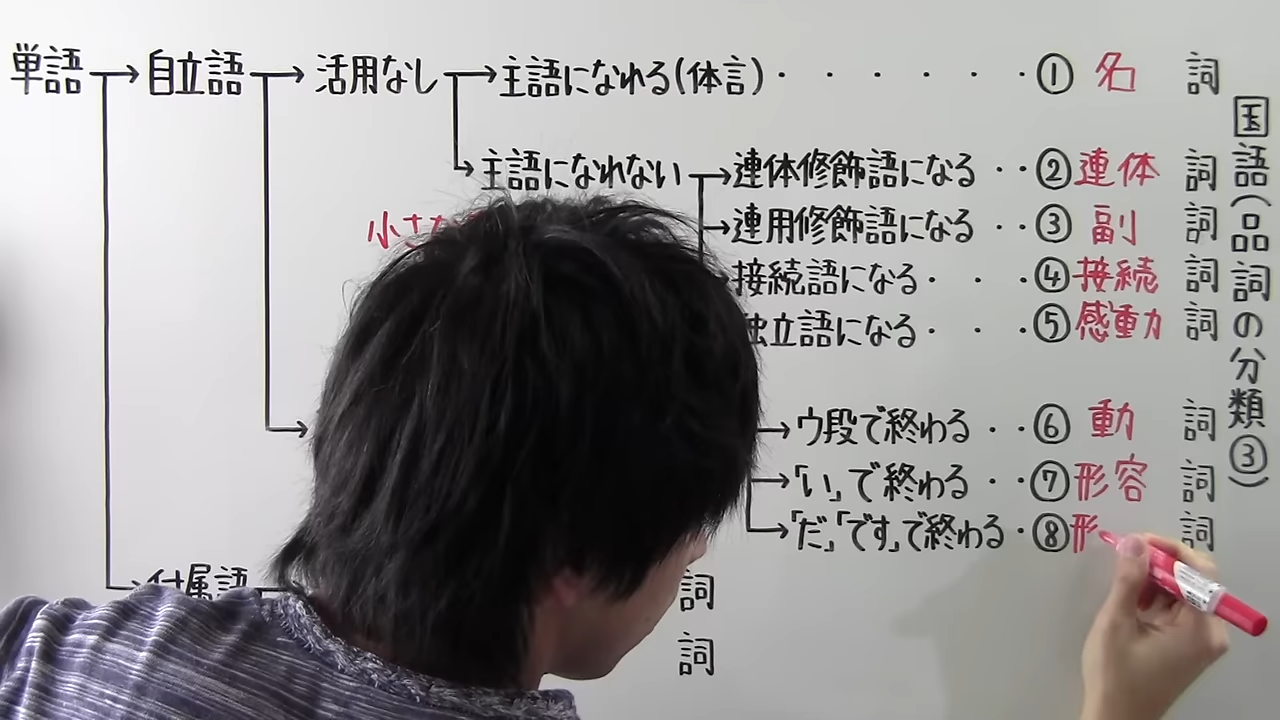 国語(品詞の分類③)
単語→自立語→活用なし→主語になれる(体言)・・・・・・・①名詞
主語になれない→連体修飾語になる・・②連体詞
→連用修飾語になる・・③副詞
小さな
接続語になる・・・④接続詞
独立語になる・・・⑤感動詞
→ウ段で終わる・・⑥動詞
→「い」で終わる・・⑦形容詞
→「だ」「です」で終わる・⑧形 詞
付属語
詞
詞